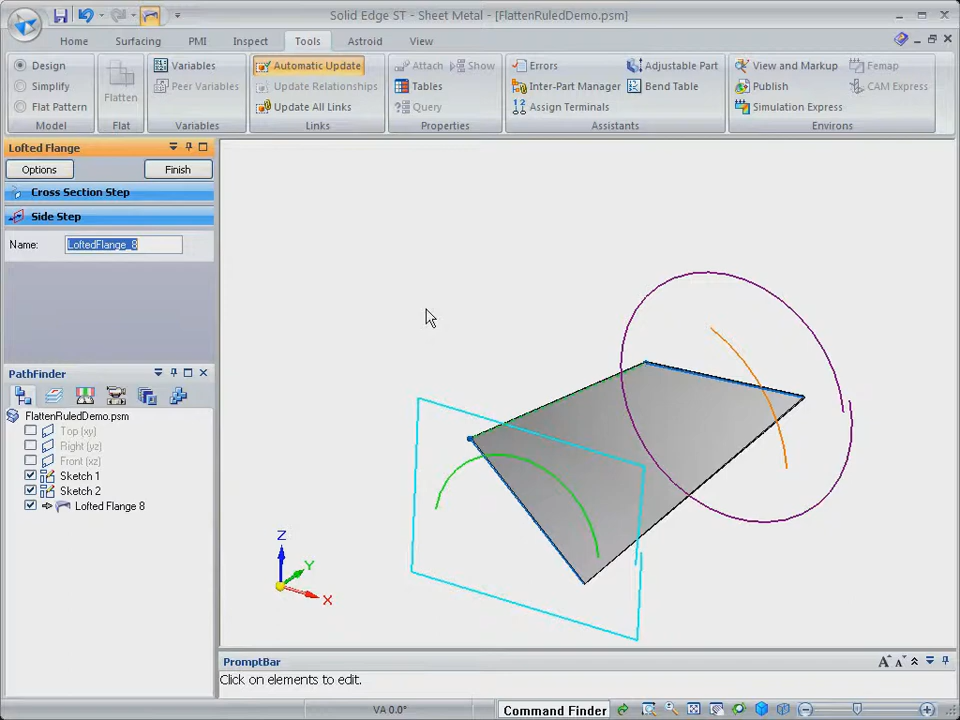 Solid Edge ST - Sheet Metal - [FlattenRuledDemo.psm]
Home Surfacing PMI Inspect Tools Astroid View
Design Variables Automatic Update Attach Show Errors Adjustable Part View and Markup Femap
Simplify Peer Variables Update Relationships Tables Inter-Part Manager Bend Table Publish CAM Express
Flatten
Flat Pattern Update All Links Query Assign Terminals Simulation Express
Model Flat Variables Links Properties Assistants Environs
Lofted Flange
Options Finish
Cross Section Step
Side Step
Name: LoftedFlange_8
PathFinder
FlattenRuledDemo.psm
Top (xy)
Right (yz)
Front (xz)
Sketch 1
Sketch 2
Lofted Flange 8
Z
Y
X
PromptBar
Click on elements to edit.
VA 0.0° Command Finder